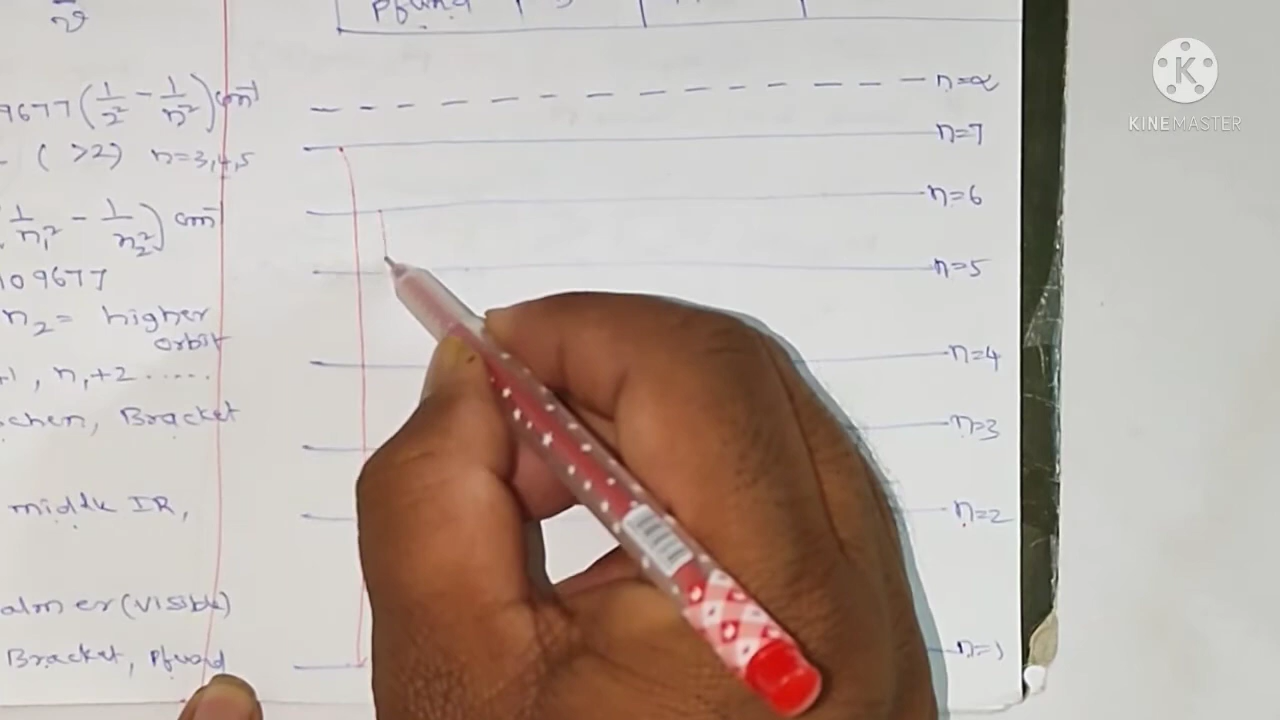 ν̄
Pfund
9677 (1/2² - 1/n²) cm⁻¹
- ( >2) n=3,4,5
1/n₁² - 1/n₂²) cm⁻¹
109677
n₂ = higher
orbit
+1, n₁+2 .....
chen, Bracket
middle IR,
almer (visible)
Bracket, Pfund
n=∝
n=7
n=6
n=5
n=4
n=3
n=2
n=1
K
KINEMASTER